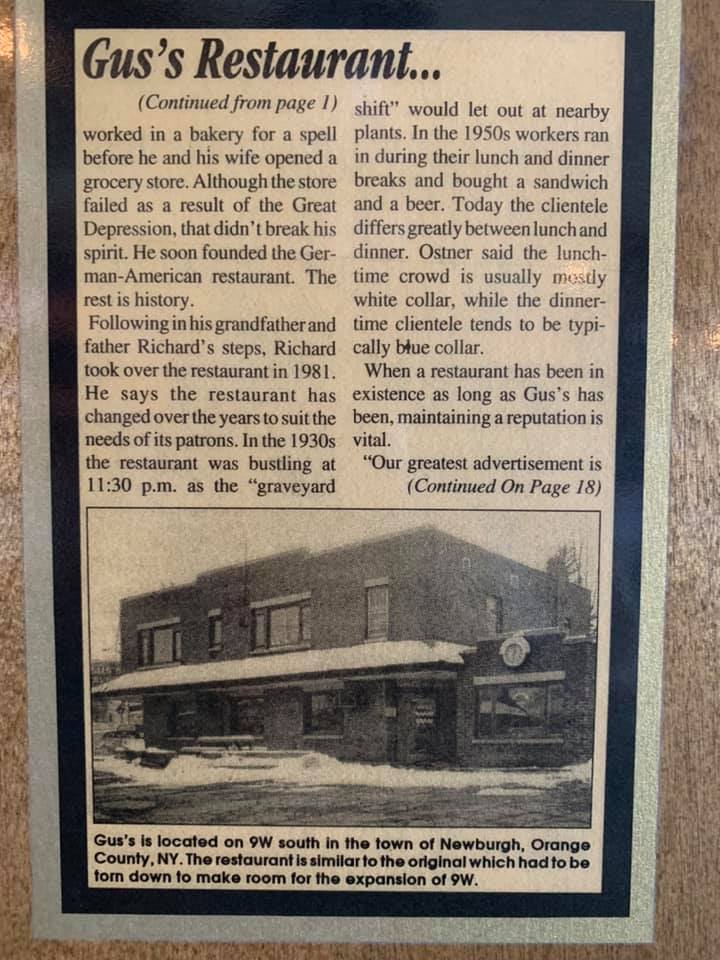 Gus's Restaurant...
(Continued from page 1)
worked in a bakery for a spell
before he and his wife opened a
grocery store. Although the store
failed as a result of the Great
Depression, that didn't break his
spirit. He soon founded the Ger-
man-American restaurant. The
rest is history.
Following in his grandfather and
father Richard's steps, Richard
took over the restaurant in 1981.
He says the restaurant has
changed over the years to suit the
needs of its patrons. In the 1930s
the restaurant was bustling at
11:30 p.m. as the "graveyard
shift" would let out at nearby
plants. In the 1950s workers ran
in during their lunch and dinner
breaks and bought a sandwich
and a beer. Today the clientele
differs greatly between lunch and
dinner. Ostner said the lunch-
time crowd is usually mostly
white collar, while the dinner-
time clientele tends to be typi-
cally blue collar.
When a restaurant has been in
existence as long as Gus's has
been, maintaining a reputation is
vital.
"Our greatest advertisement is
(Continued On Page 18)
Gus's is located on 9W south in the town of Newburgh, Orange
County, NY. The restaurant is similar to the original which had to be
torn down to make room for the expansion of 9W.